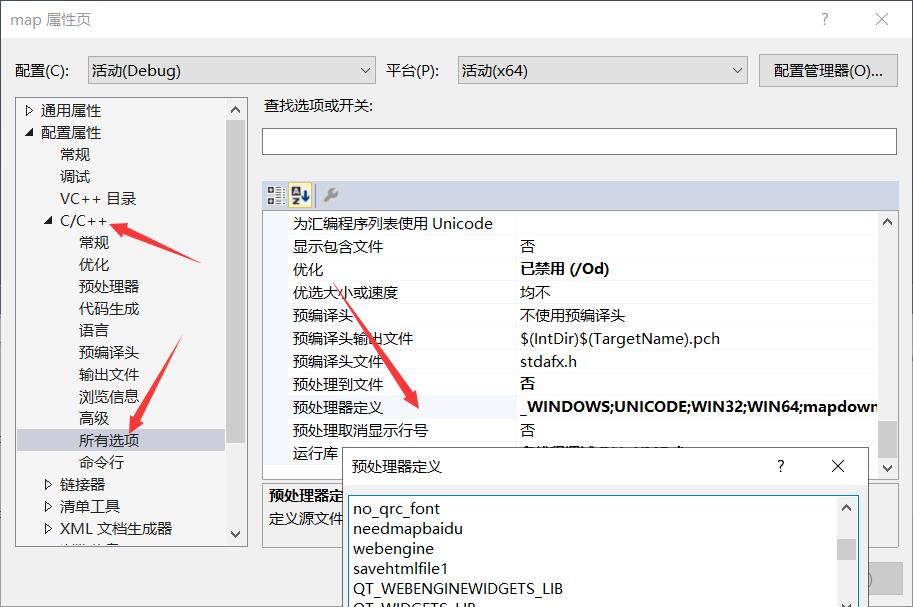 map 属性页
配置(C): 活动(Debug) 平台(P): 活动(x64) 配置管理器(O)...
通用属性
配置属性
常规
调试
VC++ 目录
C/C++
常规
优化
预处理器
代码生成
语言
预编译头
输出文件
浏览信息
高级
所有选项
命令行
链接器
清单工具
XML 文档生成器
查找选项或开关:
为汇编程序列表使用 Unicode
显示包含文件 否
优化 已禁用 (/Od)
优选大小或速度 均不
预编译头 不使用预编译头
预编译头输出文件 $(IntDir)$(TargetName).pch
预编译头文件 stdafx.h
预处理到文件 否
预处理器定义 _WINDOWS;UNICODE;WIN32;WIN64;mapdown
预处理取消显示行号 否
运行库
预处理器定
定义源文件
预处理器定义
no_qrc_font
needmapbaidu
webengine
savehtmlfile1
QT_WEBENGINEWIDGETS_LIB
QT_WIDGETS_LIB